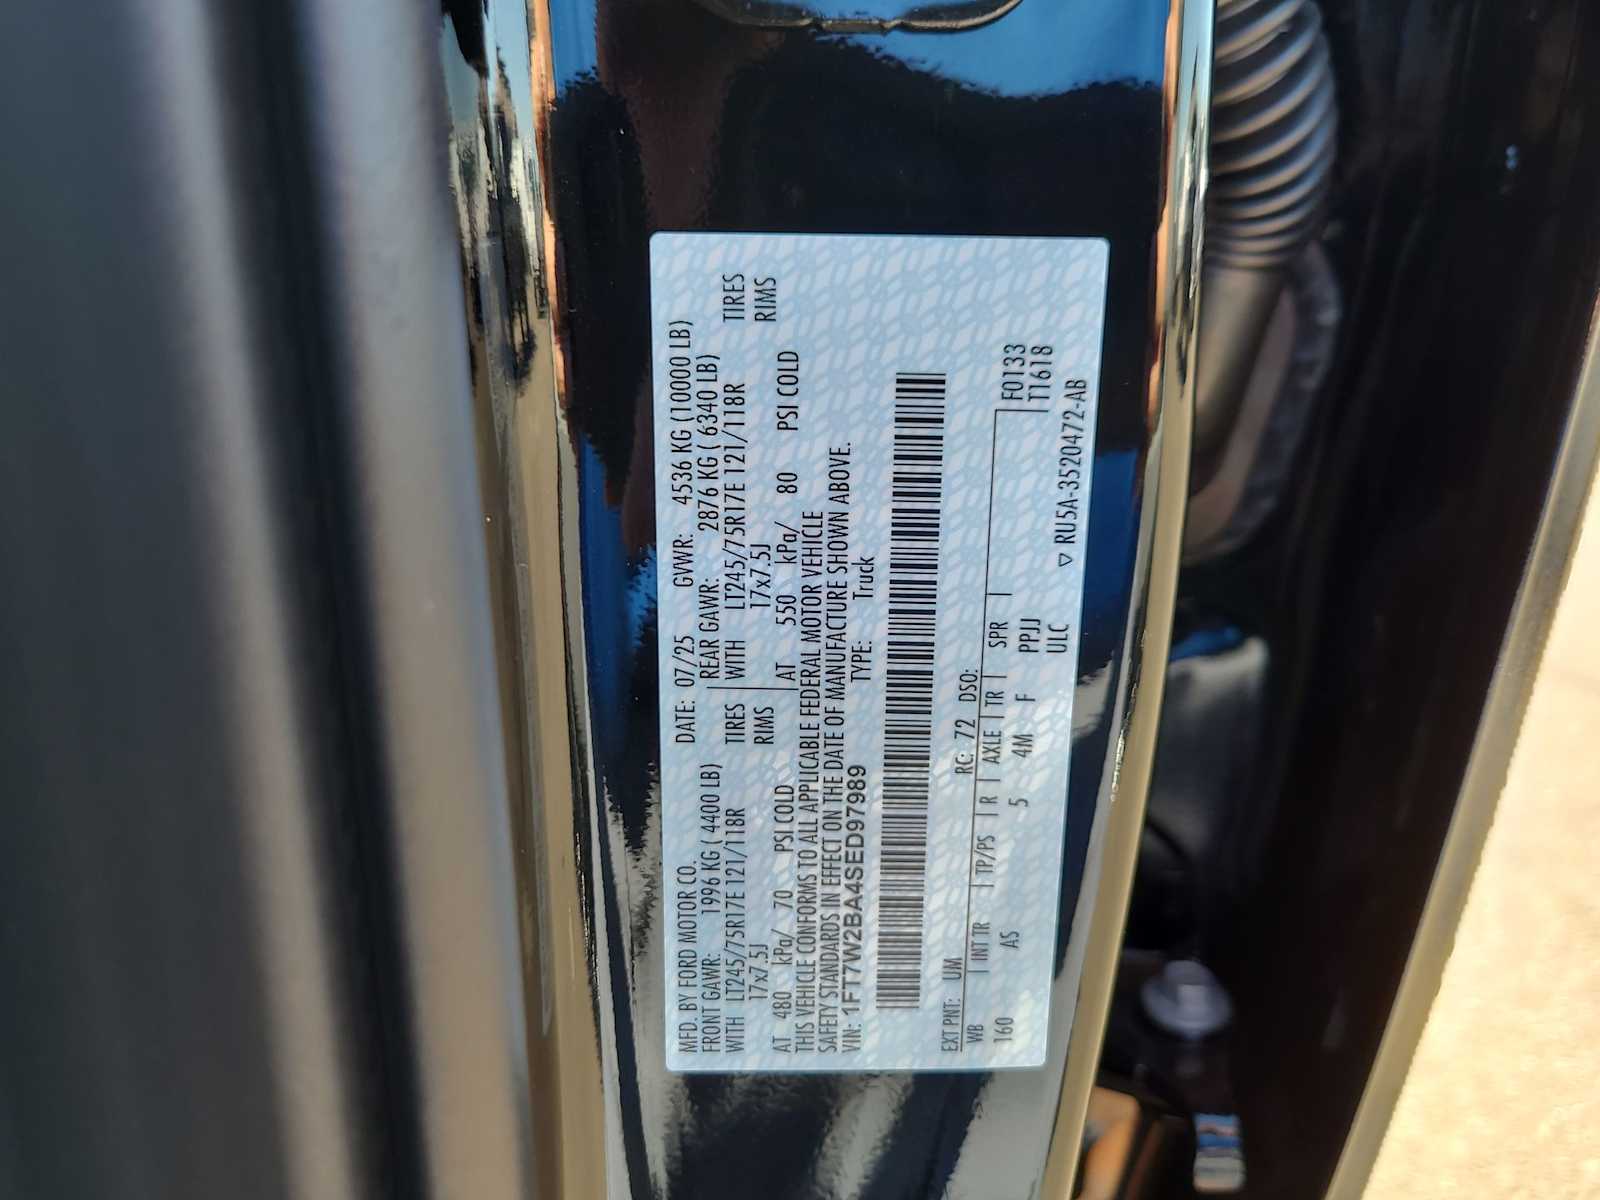 MFD. BY FORD MOTOR CO. DATE: 07/25 GVWR: 4536 KG (10000 LB)
FRONT GAWR: 1996 KG (4400 LB) REAR GAWR: 2876 KG ( 6340 LB)
WITH LT245/75R17E 121/118R TIRES WITH LT245/75R17E 121/118R TIRES
17x7.5J RIMS 17x7.5J RIMS
AT 480 kPa/ 70 PSI COLD AT 550 kPa/ 80 PSI COLD
THIS VEHICLE CONFORMS TO ALL APPLICABLE FEDERAL MOTOR VEHICLE
SAFETY STANDARDS IN EFFECT ON THE DATE OF MANUFACTURE SHOWN ABOVE.
VIN: 1FT7W2BA4SED97989 TYPE: Truck
EXT PNT: UM RC: 72 DSO:
WB INT TR TP/PS R AXLE TR SPR F0133
160 AS 5 4M F PPJJ T1618
ULC ▽ RU5A-3520472-AB